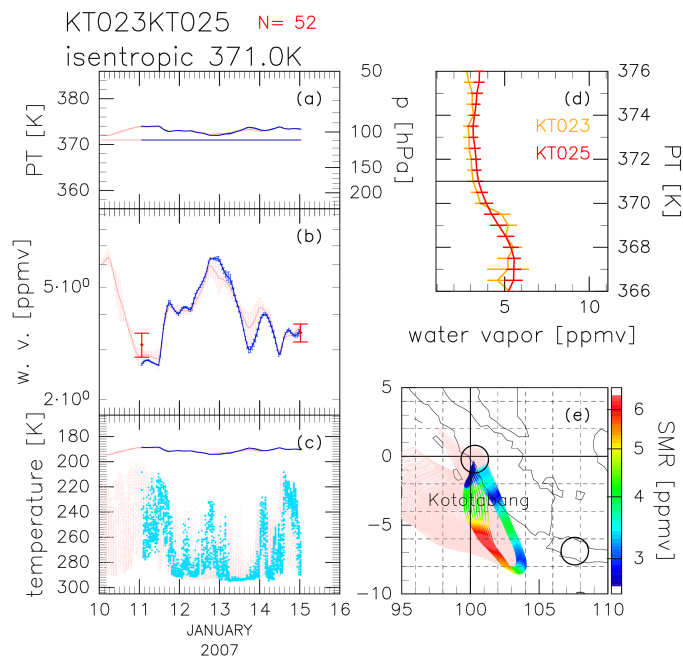 KT023KT025 N= 52
isentropic 371.0K
(a)
PT [K]
380
370
360
50
100
150
200
p [hPa]
(b)
w. v. [ppmv]
5·10⁰
2·10⁰
(c)
temperature [K]
180
200
220
240
260
280
300
10 11 12 13 14 15 16
JANUARY
2007
(d)
KT023
KT025
376
374
372
370
368
366
PT [K]
5 10
water vapor [ppmv]
(e)
5
0
−5
−10
95 100 106 108 110
Kototabang
6
5
4
3
SMR [ppmv]